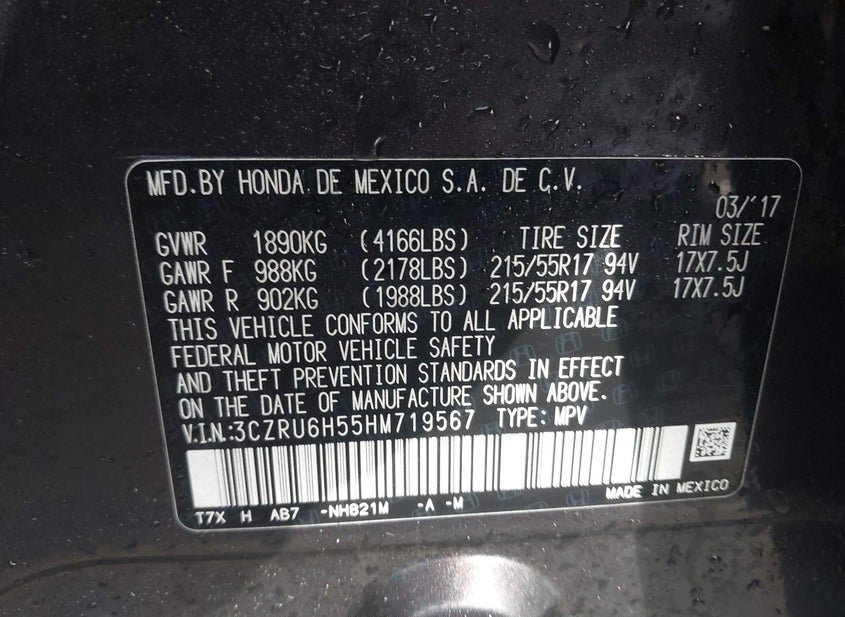 MFD.BY HONDA DE MEXICO S.A. DE C.V.
03/'17
GVWR 1890KG (4166LBS) TIRE SIZE RIM SIZE
GAWR F 988KG (2178LBS) 215/55R17 94V 17X7.5J
GAWR R 902KG (1988LBS) 215/55R17 94V 17X7.5J
THIS VEHICLE CONFORMS TO ALL APPLICABLE
FEDERAL MOTOR VEHICLE SAFETY
AND THEFT PREVENTION STANDARDS IN EFFECT
ON THE DATE OF MANUFACTURE SHOWN ABOVE.
V.I.N.:3CZRU6H55HM719567 TYPE: MPV
MADE IN MEXICO
T7X H AB7 -NH821M -A -M